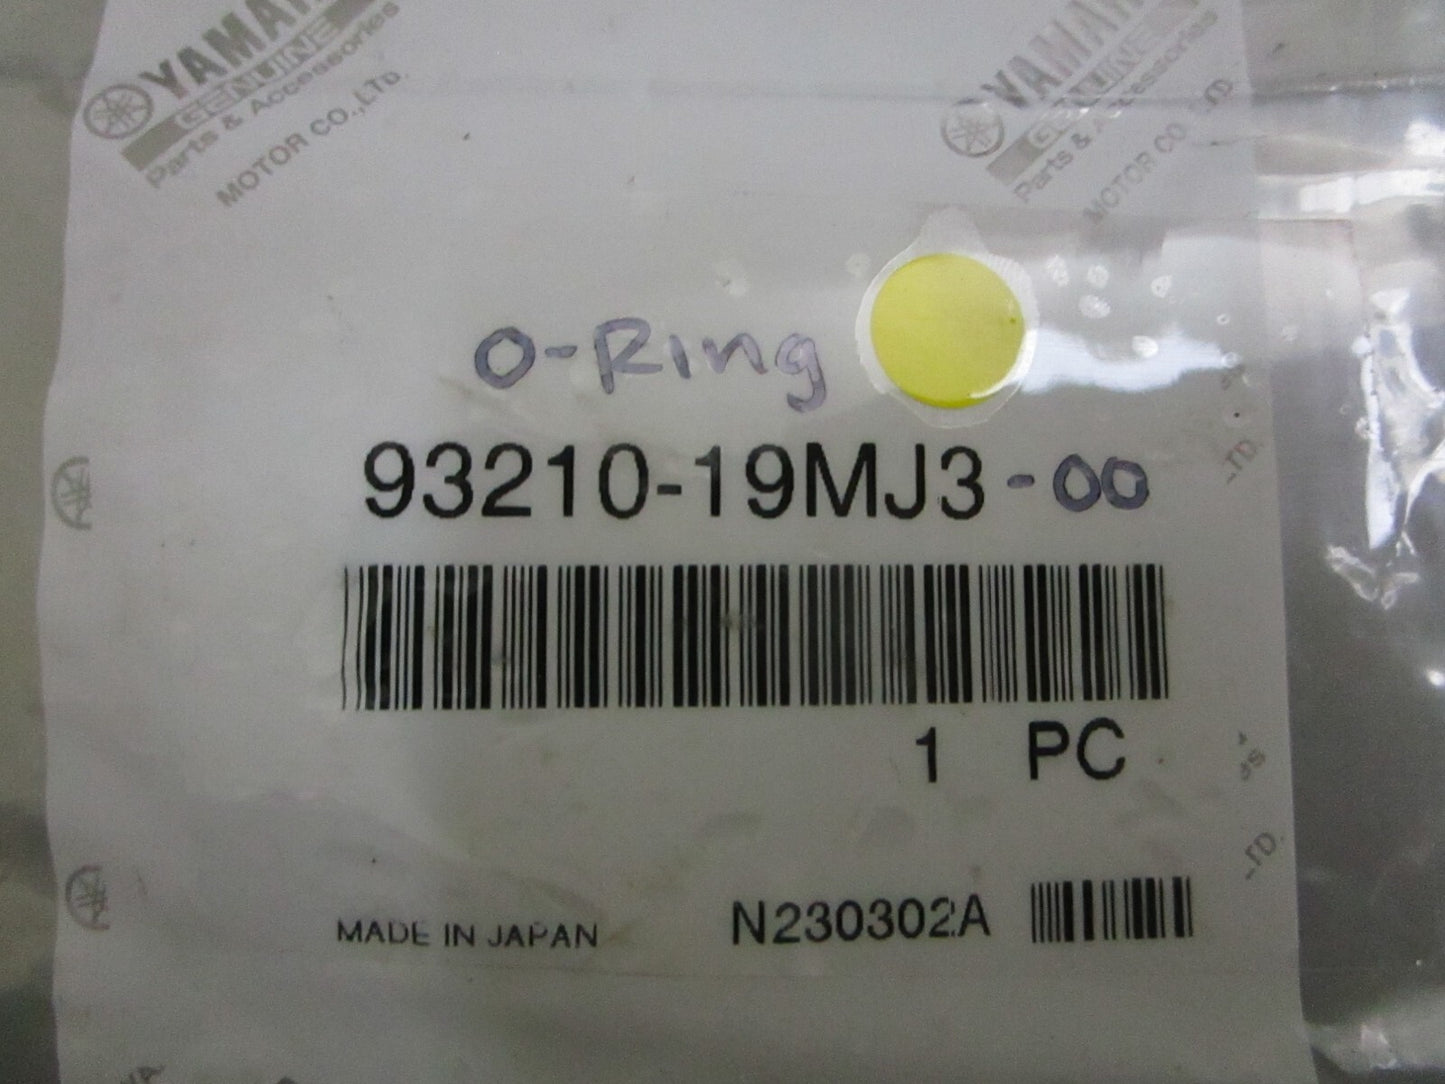 YAMAHA
GENUINE
Parts & Accessories
MOTOR CO.,LTD.
GENUINE
Parts & Accessories
MOTOR CO
LTD.
O-Ring
93210-19MJ3-00
1 PC
MADE IN JAPAN
N230302A